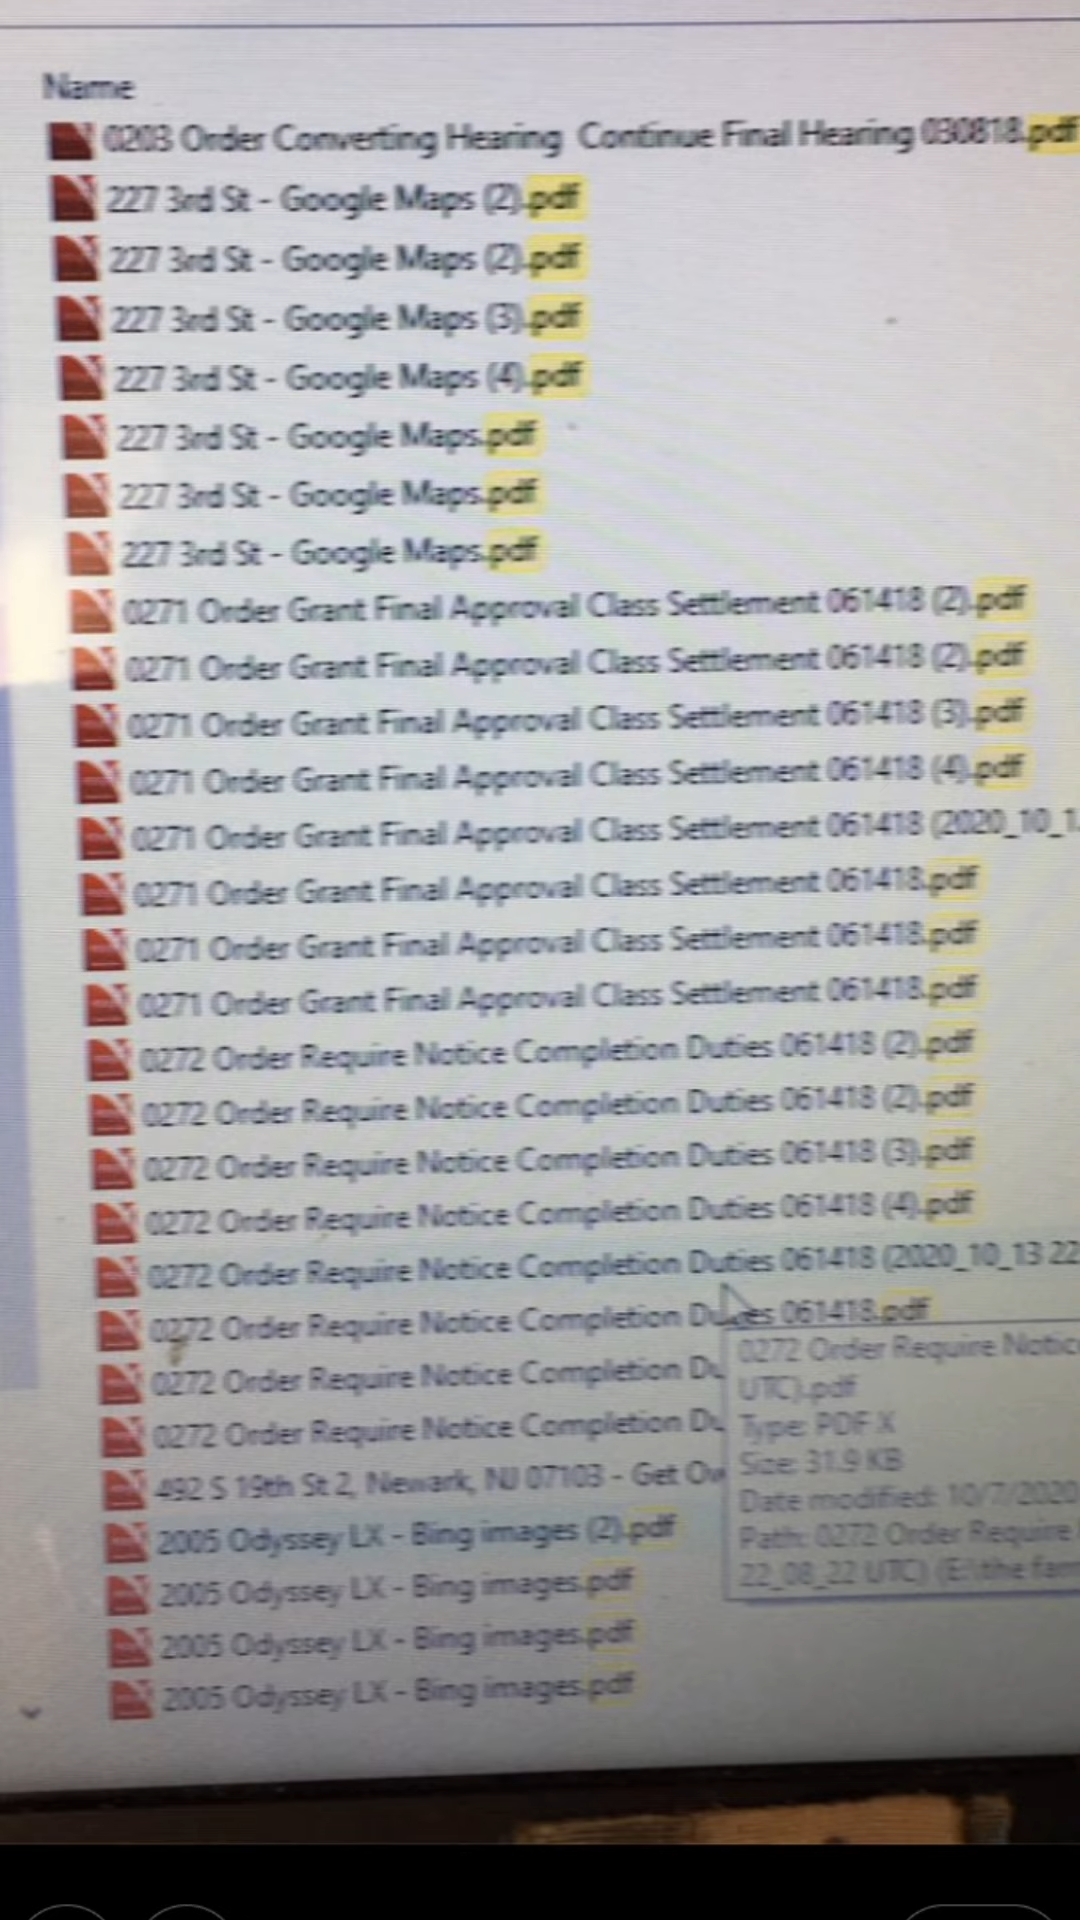 Name
0203 Order Converting Hearing Continue Final Hearing 030818.pdf
227 3rd St - Google Maps (2).pdf
227 3rd St - Google Maps (2).pdf
227 3rd St - Google Maps (3).pdf
227 3rd St - Google Maps (4).pdf
227 3rd St - Google Maps.pdf
227 3rd St - Google Maps.pdf
227 3rd St - Google Maps.pdf
0271 Order Grant Final Approval Class Settlement 061418 (2).pdf
0271 Order Grant Final Approval Class Settlement 061418 (2).pdf
0271 Order Grant Final Approval Class Settlement 061418 (3).pdf
0271 Order Grant Final Approval Class Settlement 061418 (4).pdf
0271 Order Grant Final Approval Class Settlement 061418 (2020_10_1
0271 Order Grant Final Approval Class Settlement 061418.pdf
0271 Order Grant Final Approval Class Settlement 061418.pdf
0271 Order Grant Final Approval Class Settlement 061418.pdf
0272 Order Require Notice Completion Duties 061418 (2).pdf
0272 Order Require Notice Completion Duties 061418 (2).pdf
0272 Order Require Notice Completion Duties 061418 (3).pdf
0272 Order Require Notice Completion Duties 061418 (4).pdf
0272 Order Require Notice Completion Duties 061418 (2020_10_13 22
0272 Order Require Notice Completion Duties 061418.pdf
0272 Order Require Notice Completion Du
0272 Order Require Notice Completion Du
492 S 19th St 2, Newark, NJ 07103 - Get Ow
2005 Odyssey LX - Bing images (2).pdf
2005 Odyssey LX - Bing images.pdf
2005 Odyssey LX - Bing images.pdf
2005 Odyssey LX - Bing images.pdf
0272 Order Require Notice
UTC).pdf
Type: PDF X
Size: 31.9 KB
Date modified: 10/7/2020
Path: 0272 Order Require
22_08_22 UTC) (E:\the fam